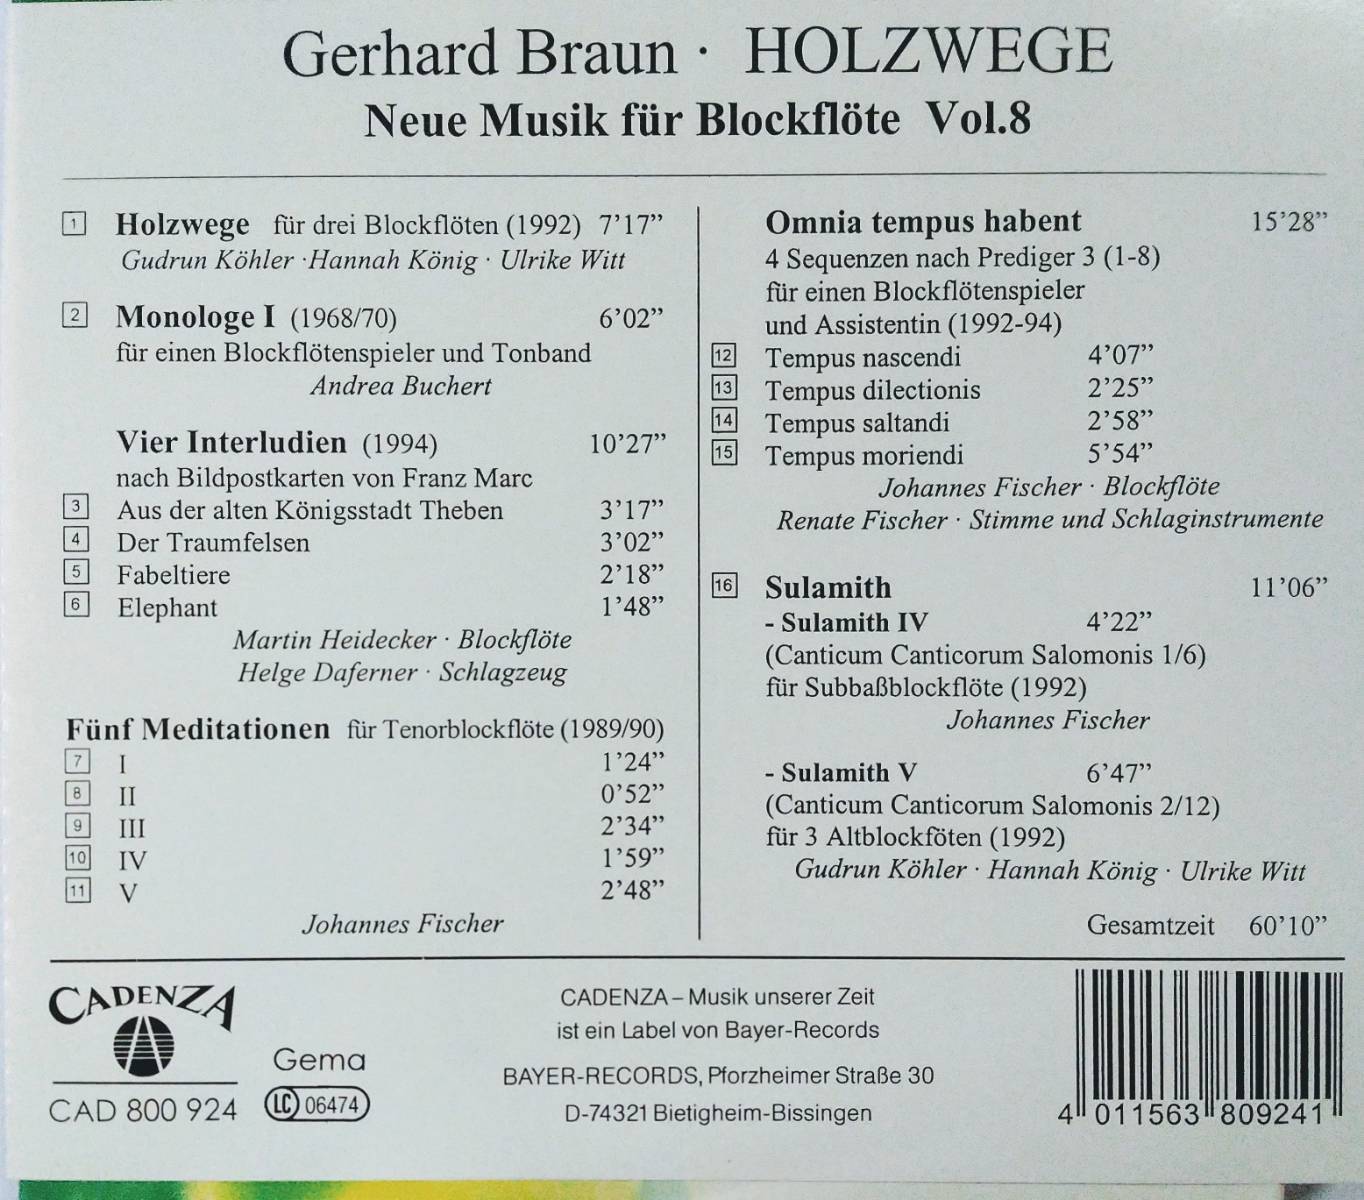 Gerhard Braun · HOLZWEGE
Neue Musik für Blockflöte Vol.8
1 Holzwege für drei Blockflöten (1992) 7’17”
Gudrun Köhler ·Hannah König · Ulrike Witt
2 Monologe I (1968/70) 6’02”
für einen Blockflötenspieler und Tonband
Andrea Buchert
Vier Interludien (1994) 10’27”
nach Bildpostkarten von Franz Marc
3 Aus der alten Königsstadt Theben 3’17”
4 Der Traumfelsen 3’02”
5 Fabeltiere 2’18”
6 Elephant 1’48”
Martin Heidecker · Blockflöte
Helge Daferner · Schlagzeug
Fünf Meditationen für Tenorblockflöte (1989/90)
7 I 1’24”
8 II 0’52”
9 III 2’34”
10 IV 1’59”
11 V 2’48”
Johannes Fischer
Omnia tempus habent 15’28”
4 Sequenzen nach Prediger 3 (1-8)
für einen Blockflötenspieler
und Assistentin (1992-94)
12 Tempus nascendi 4’07”
13 Tempus dilectionis 2’25”
14 Tempus saltandi 2’58”
15 Tempus moriendi 5’54”
Johannes Fischer · Blockflöte
Renate Fischer · Stimme und Schlaginstrumente
16 Sulamith 11’06”
- Sulamith IV 4’22”
(Canticum Canticorum Salomonis 1/6)
für Subbaßblockflöte (1992)
Johannes Fischer
- Sulamith V 6’47”
(Canticum Canticorum Salomonis 2/12)
für 3 Altblockföten (1992)
Gudrun Köhler · Hannah König · Ulrike Witt
Gesamtzeit 60’10”
CADENZA
CAD 800 924
Gema
LC 06474
CADENZA – Musik unserer Zeit
ist ein Label von Bayer-Records
BAYER-RECORDS, Pforzheimer Straße 30
D-74321 Bietigheim-Bissingen
4 011563 809241